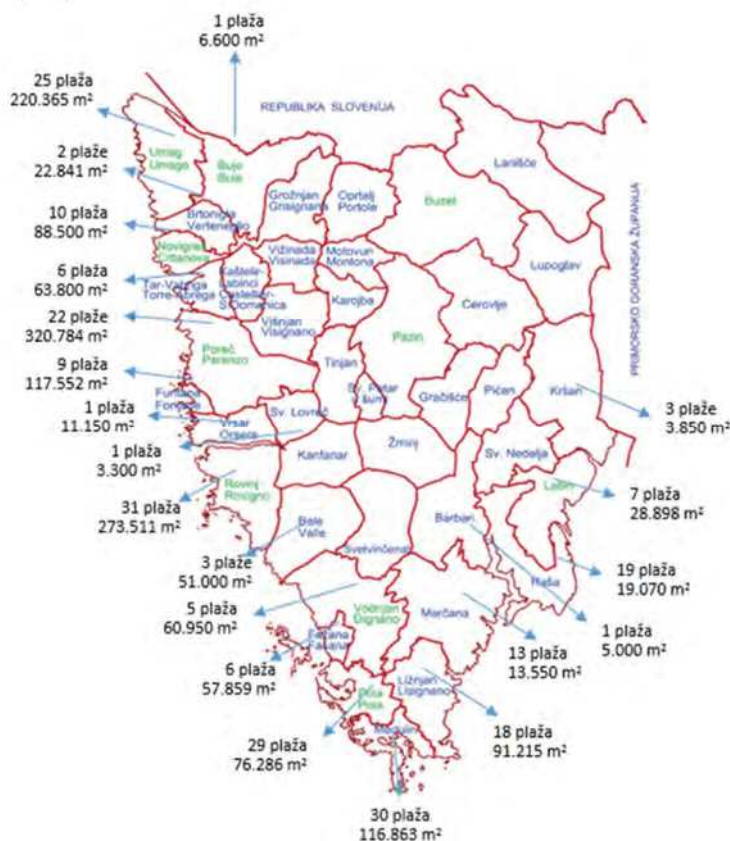 1 plaža
6.600 m²
25 plaža
220.365 m²
REPUBLIKA SLOVENIJA
Lanišće
Umag
Umago
Buje
Buie
2 plaže
22.841 m²
Grožnjan
Grisignana
Oprtalj
Portole
Buzet
PRIMORSKO GORANSKA ŽUPANIJA
10 plaža
88.500 m²
Brtonigla
Verteneglio
Novigrad
Cittanova
Vižinada
Visinada
Motovun
Montona
Lupoglav
6 plaža
63.800 m²
Tar-Vabriga
Torre-Abrega
Kaštelir-
Labinci
Castellier-
S.Domenica
Karojba
Cerovlje
22 plaže
320.784 m²
Višnjan
Visignano
Pazin
Poreč
Parenzo
Tinjan
9 plaža
117.552 m²
Funtana
Fontane
Sv. Petar
u šumi
Gračišće
Pićan
Kršan
3 plaže
3.850 m²
1 plaža
11.150 m²
Vrsar
Orsera
Sv. Lovreč
1 plaža
3.300 m²
Kanfanar
Žminj
Sv. Nedelja
Rovinj
Rovigno
Labin
7 plaža
28.898 m²
31 plaža
273.511 m²
Bale
Valle
Barban
Svetvinčenat
3 plaže
51.000 m²
Raša
19 plaža
19.070 m²
5 plaža
60.950 m²
Vodnjan
Dignano
Marčana
1 plaža
5.000 m²
Fažana
Fasana
13 plaža
13.550 m²
6 plaža
57.859 m²
Ližnjan
Lisignano
Pula
Pola
18 plaža
91.215 m²
29 plaža
76.286 m²
Medulin
30 plaža
116.863 m²